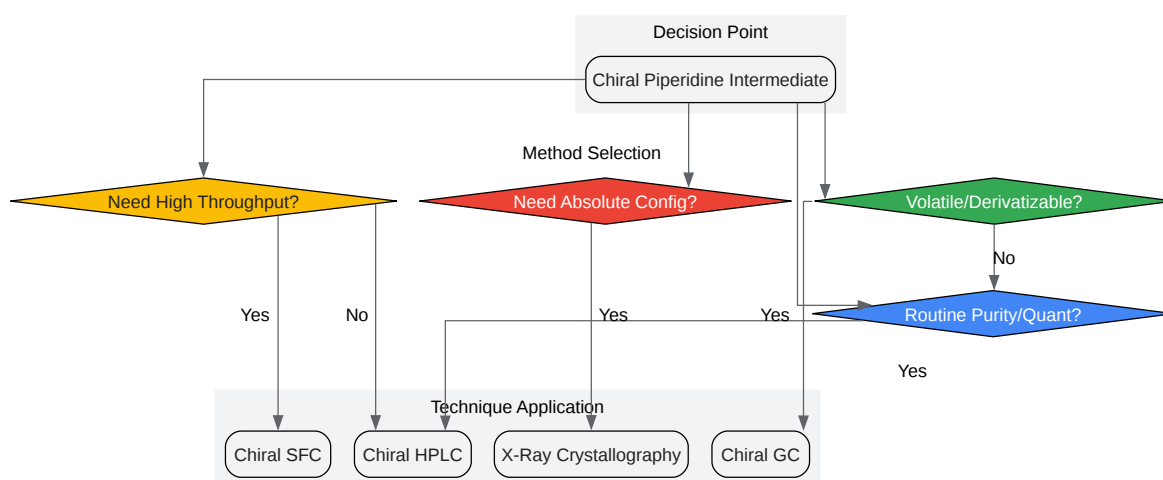 Decision Point
Chiral Piperidine Intermediate
Method Selection
Need High Throughput?
Need Absolute Config?
Volatile/Derivatizable?
No
Routine Purity/Quant?
Yes
No
Yes
Yes
Yes
Technique Application
Chiral SFC
Chiral HPLC
X-Ray Crystallography
Chiral GC